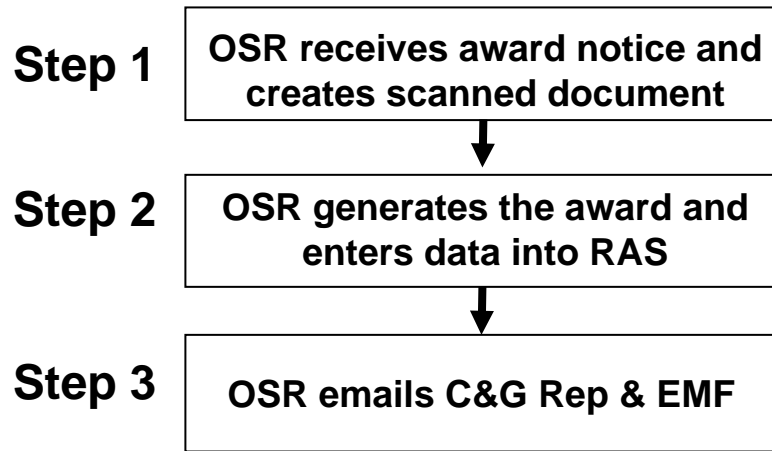 Step 1
OSR receives award notice and
creates scanned document
Step 2
OSR generates the award and
enters data into RAS
Step 3
OSR emails C&G Rep & EMF